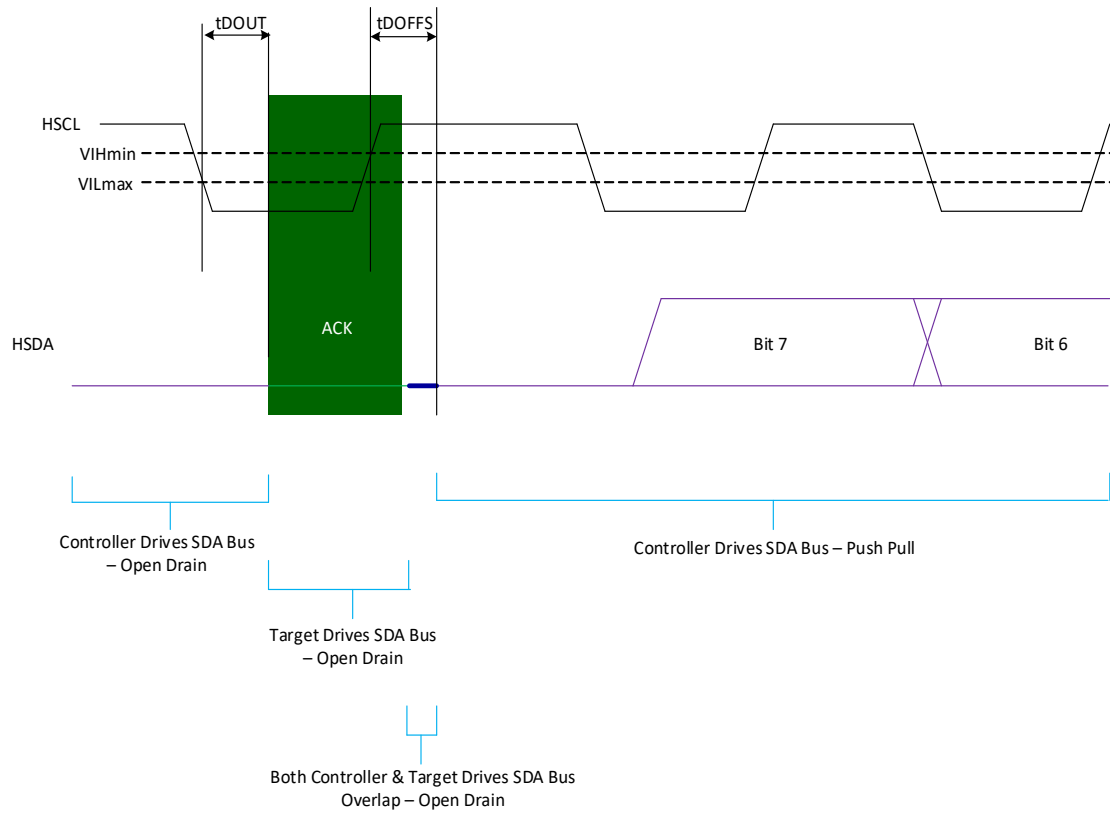 tDOUT
tDOFFS
HSCL
VIHmin
VILmax
ACK
HSDA
Bit 7
Bit 6
Controller Drives SDA Bus
– Open Drain
Controller Drives SDA Bus – Push Pull
Target Drives SDA Bus
– Open Drain
Both Controller & Target Drives SDA Bus
Overlap – Open Drain